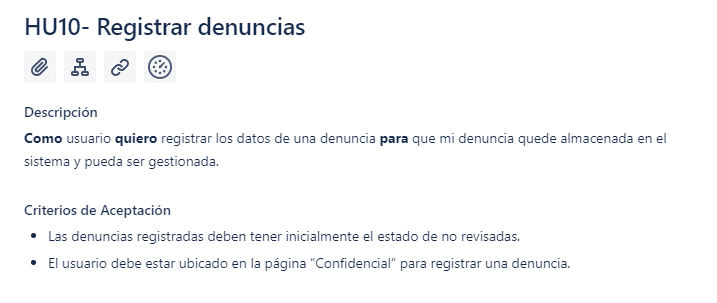 HU10- Registrar denuncias
Descripción
Como usuario quiero registrar los datos de una denuncia para que mi denuncia quede almacenada en el
sistema y pueda ser gestionada.
Criterios de Aceptación
• Las denuncias registradas deben tener inicialmente el estado de no revisadas.
• El usuario debe estar ubicado en la página “Confidencial” para registrar una denuncia.